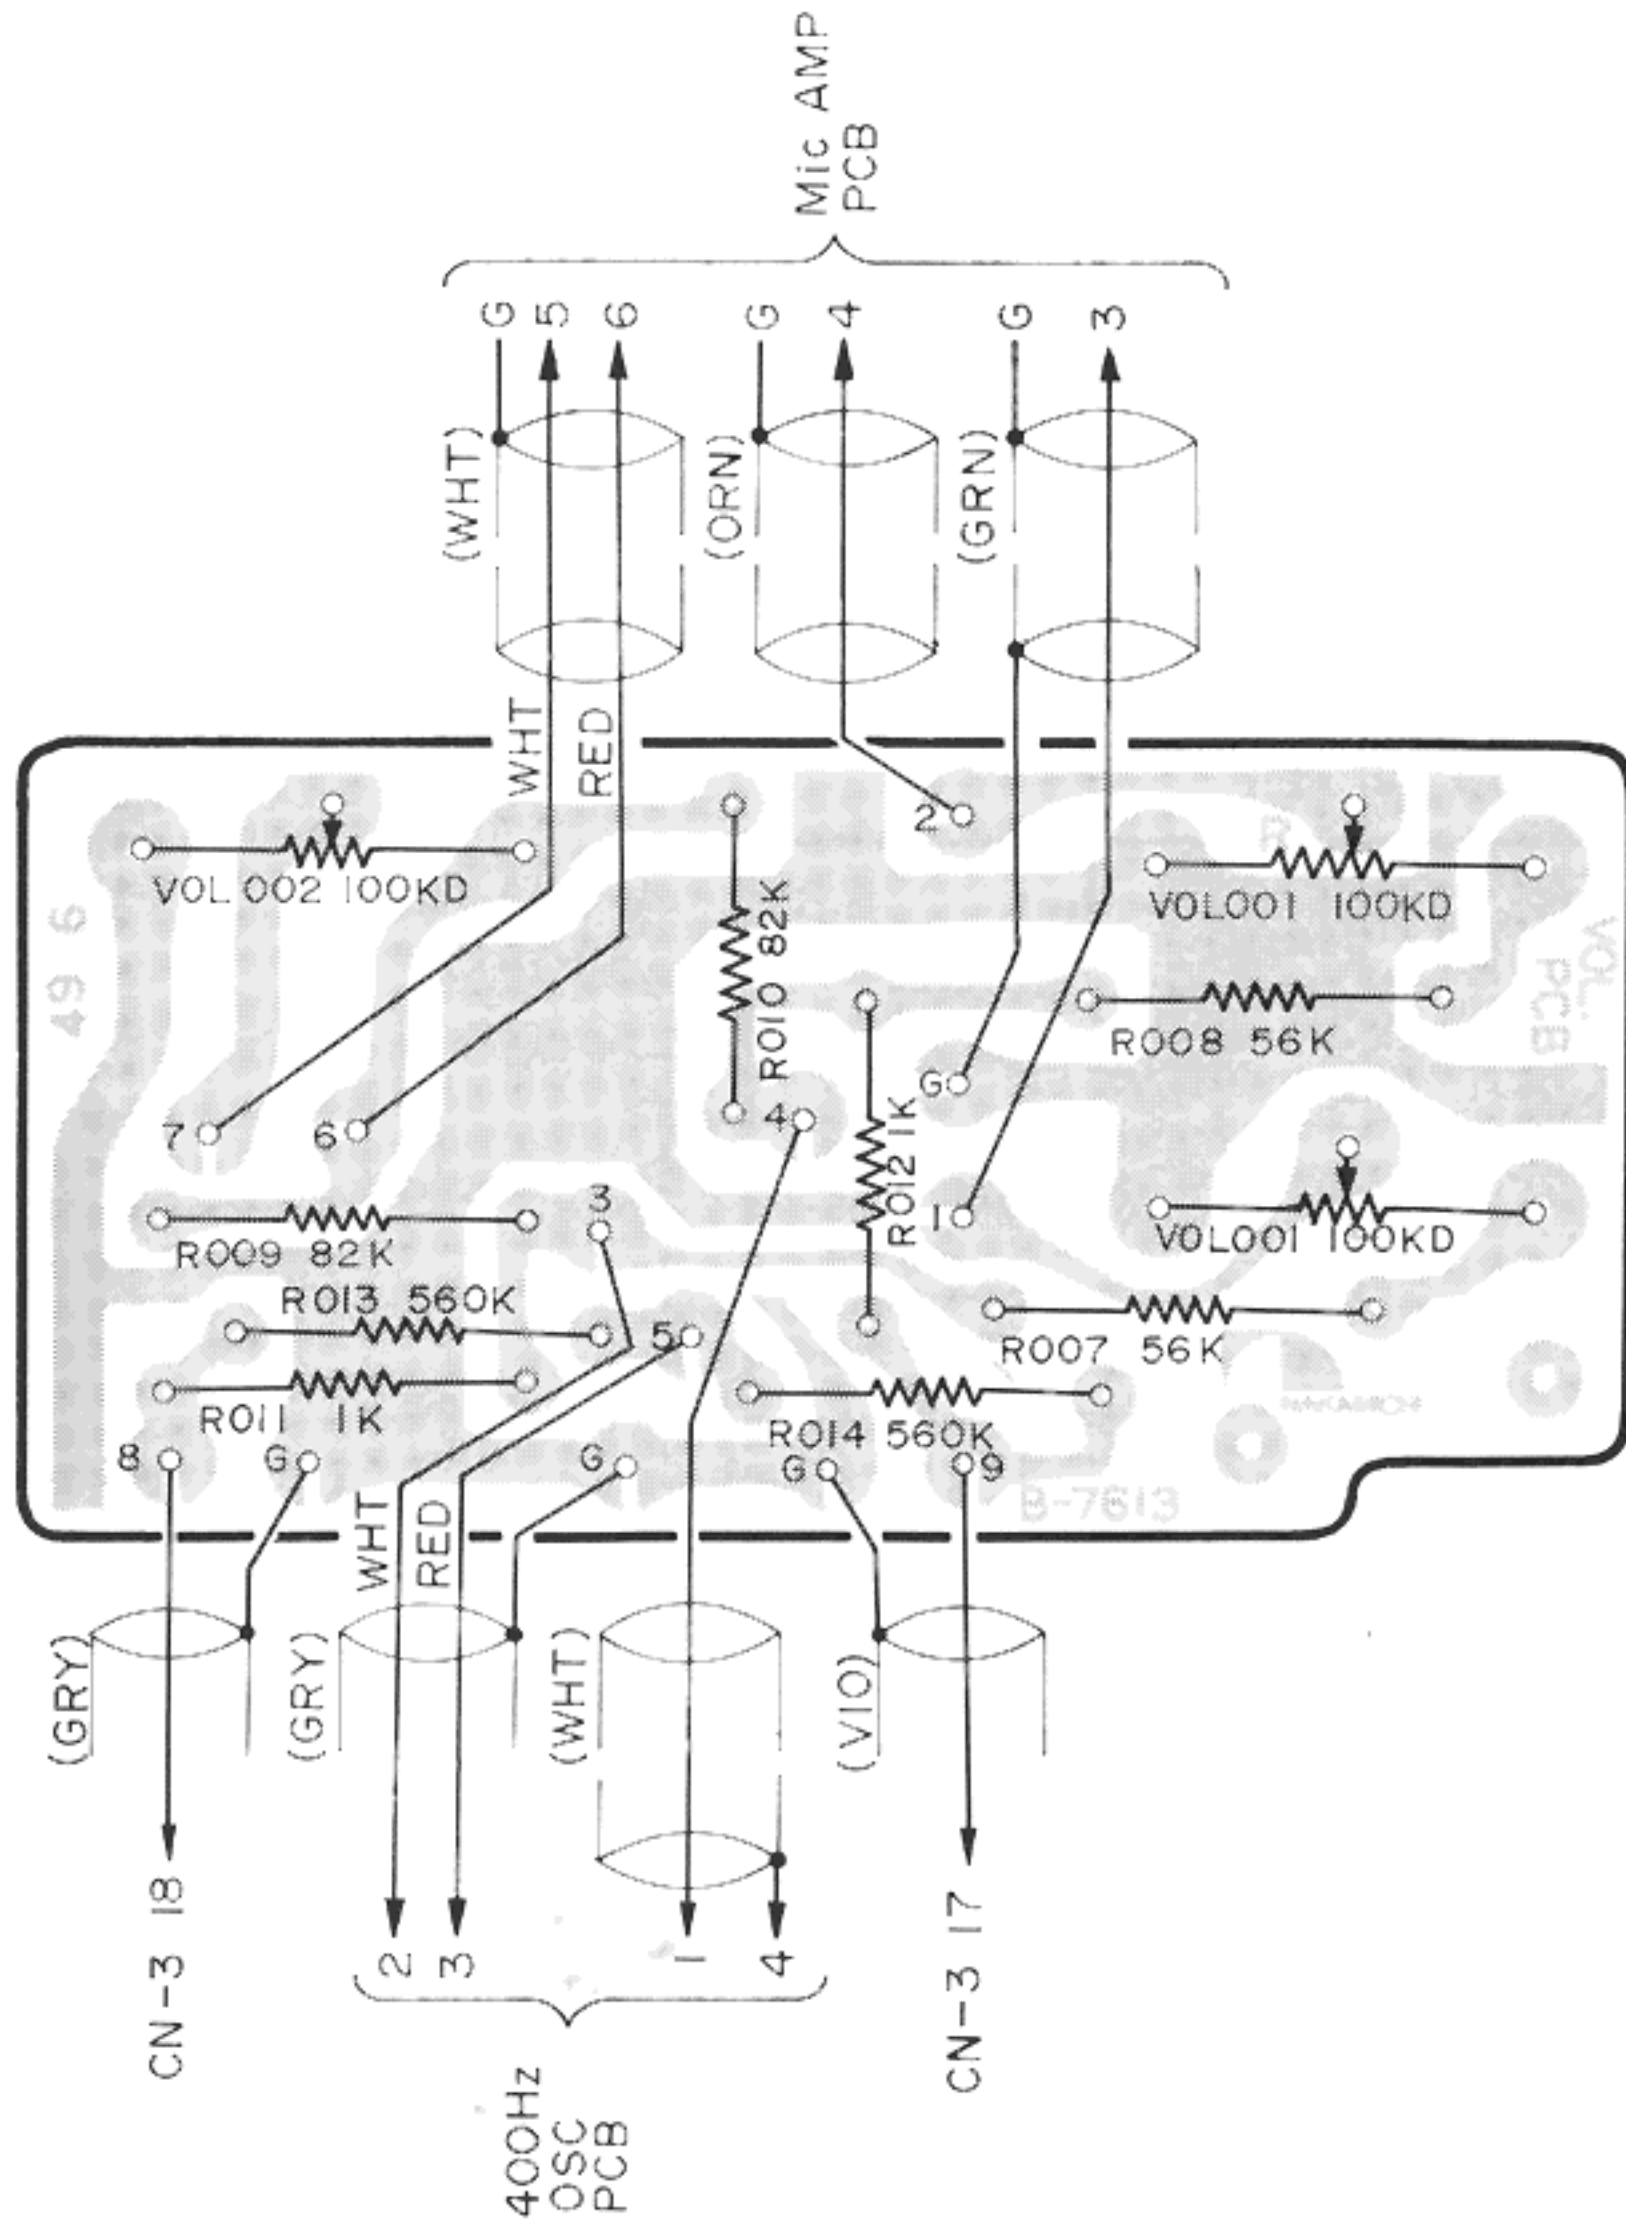 Mic AMP
PCB
G
5
6
G
4
G
3
(WHT)
(ORN)
(GRN)
WHT
RED
2
VOL 002 100KD
R010 82K
VOL001 100KD
49 6
VOL.
PCB
R
R008 56K
G
7
6
4
R012 1K
3
1
R009 82K
VOL001 100KD
R013 560K
5
R007 56K
R011 1K
R014 560K
8
G
G
G
9
B-7613
WHT
RED
(GRY)
(GRY)
(WHT)
(VIO)
CN-3 18
2
3
1
4
CN-3 17
400Hz
OSC
PCB